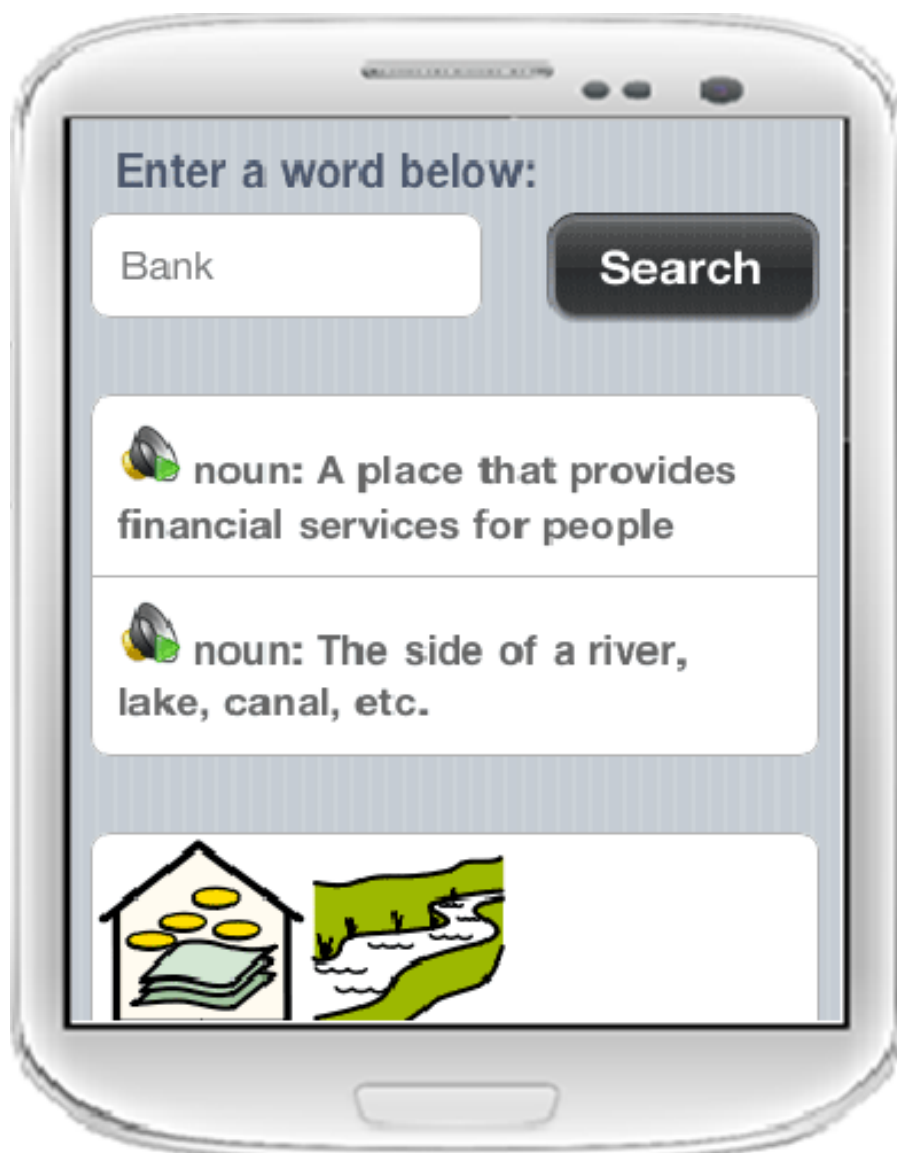 Enter a word below:
Bank
Search
noun: A place that provides
financial services for people
noun: The side of a river,
lake, canal, etc.